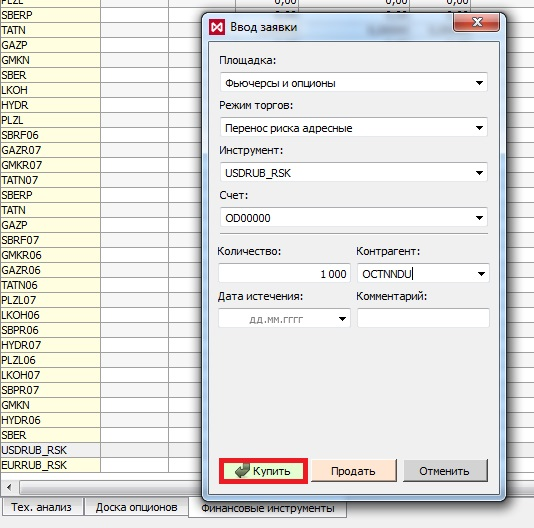 PLZL 0,00 0,00 0,00
SBERP
TATN
GAZP
GMKN
SBER
LKOH
HYDR
PLZL
SBRF06
GAZR07
GMKR07
TATN07
SBERP
TATN
GAZP
SBRF07
GMKR06
GAZR06
TATN06
PLZL07
LKOH06
SBPR06
HYDR07
PLZL06
LKOH07
SBPR07
GMKN
HYDR06
SBER
USDRUB_RSK
EURRUB_RSK
Тех. анализ Доска опционов Финансовые инструменты
Ввод заявки
Площадка:
Фьючерсы и опционы
Режим торгов:
Перенос риска адресные
Инструмент:
USDRUB_RSK
Счет:
OD00000
Количество: Контрагент:
1 000 OCTNNDU
Дата истечения: Комментарий:
дд.мм.гггг
Купить Продать Отменить